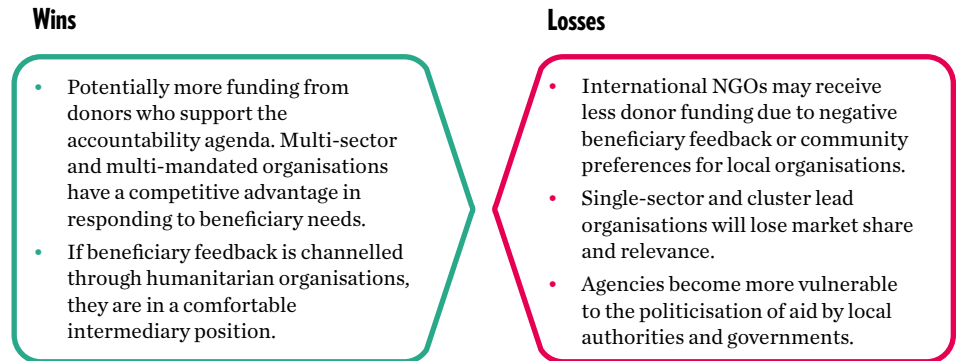 Wins
• Potentially more funding from
donors who support the
accountability agenda. Multi-sector
and multi-mandated organisations
have a competitive advantage in
responding to beneficiary needs.
• If beneficiary feedback is channelled
through humanitarian organisations,
they are in a comfortable
intermediary position.
Losses
• International NGOs may receive
less donor funding due to negative
beneficiary feedback or community
preferences for local organisations.
• Single-sector and cluster lead
organisations will lose market share
and relevance.
• Agencies become more vulnerable
to the politicisation of aid by local
authorities and governments.